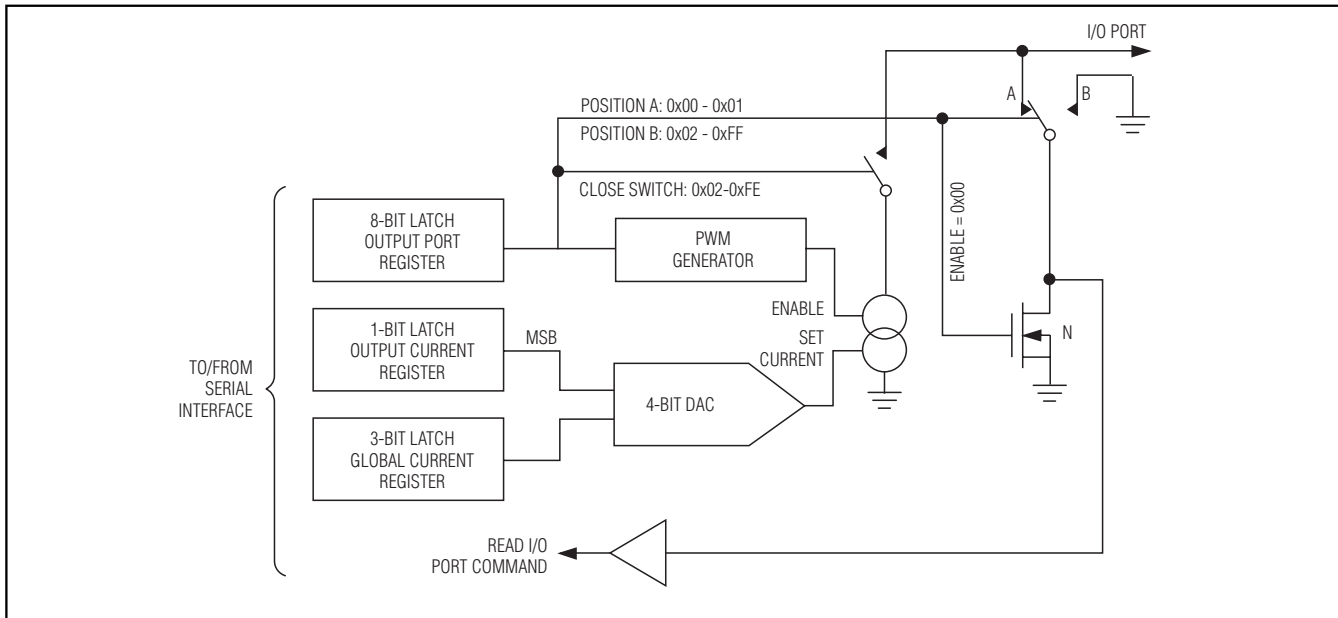 I/O PORT
A
B
POSITION A: 0x00 - 0x01
POSITION B: 0x02 - 0xFF
CLOSE SWITCH: 0x02-0xFE
ENABLE = 0x00
8-BIT LATCH
OUTPUT PORT
REGISTER
PWM
GENERATOR
ENABLE
SET
CURRENT
N
1-BIT LATCH
OUTPUT CURRENT
REGISTER
MSB
TO/FROM
SERIAL
INTERFACE
4-BIT DAC
3-BIT LATCH
GLOBAL CURRENT
REGISTER
READ I/O
PORT COMMAND